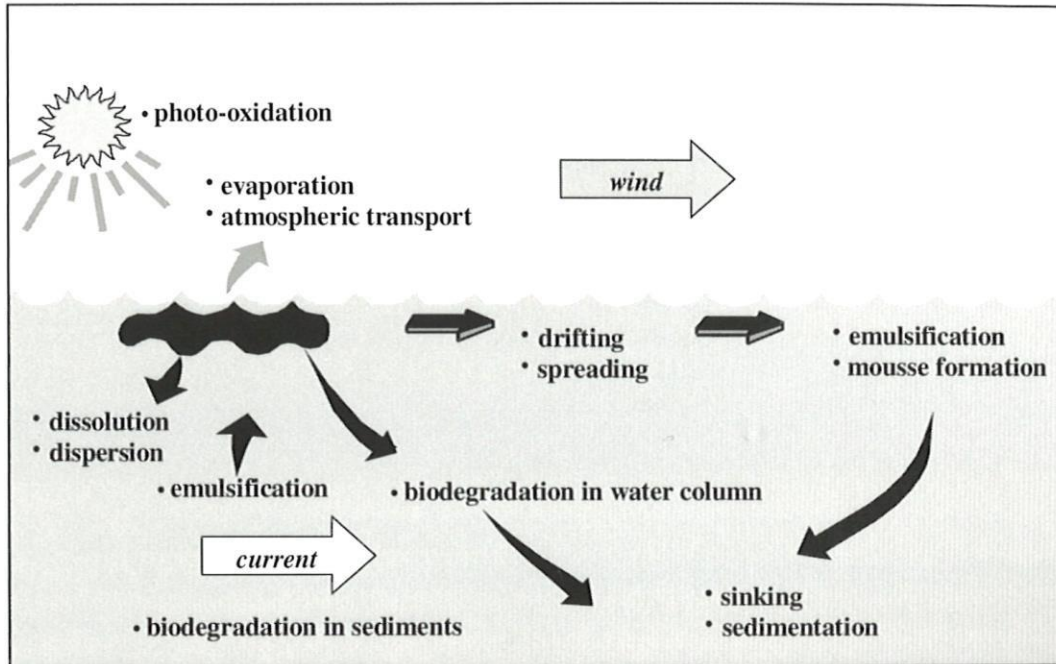 • photo-oxidation
• evaporation
• atmospheric transport
wind
• drifting
• spreading
• emulsification
• mousse formation
• dissolution
• dispersion
• emulsification
• biodegradation in water column
current
• sinking
• sedimentation
• biodegradation in sediments